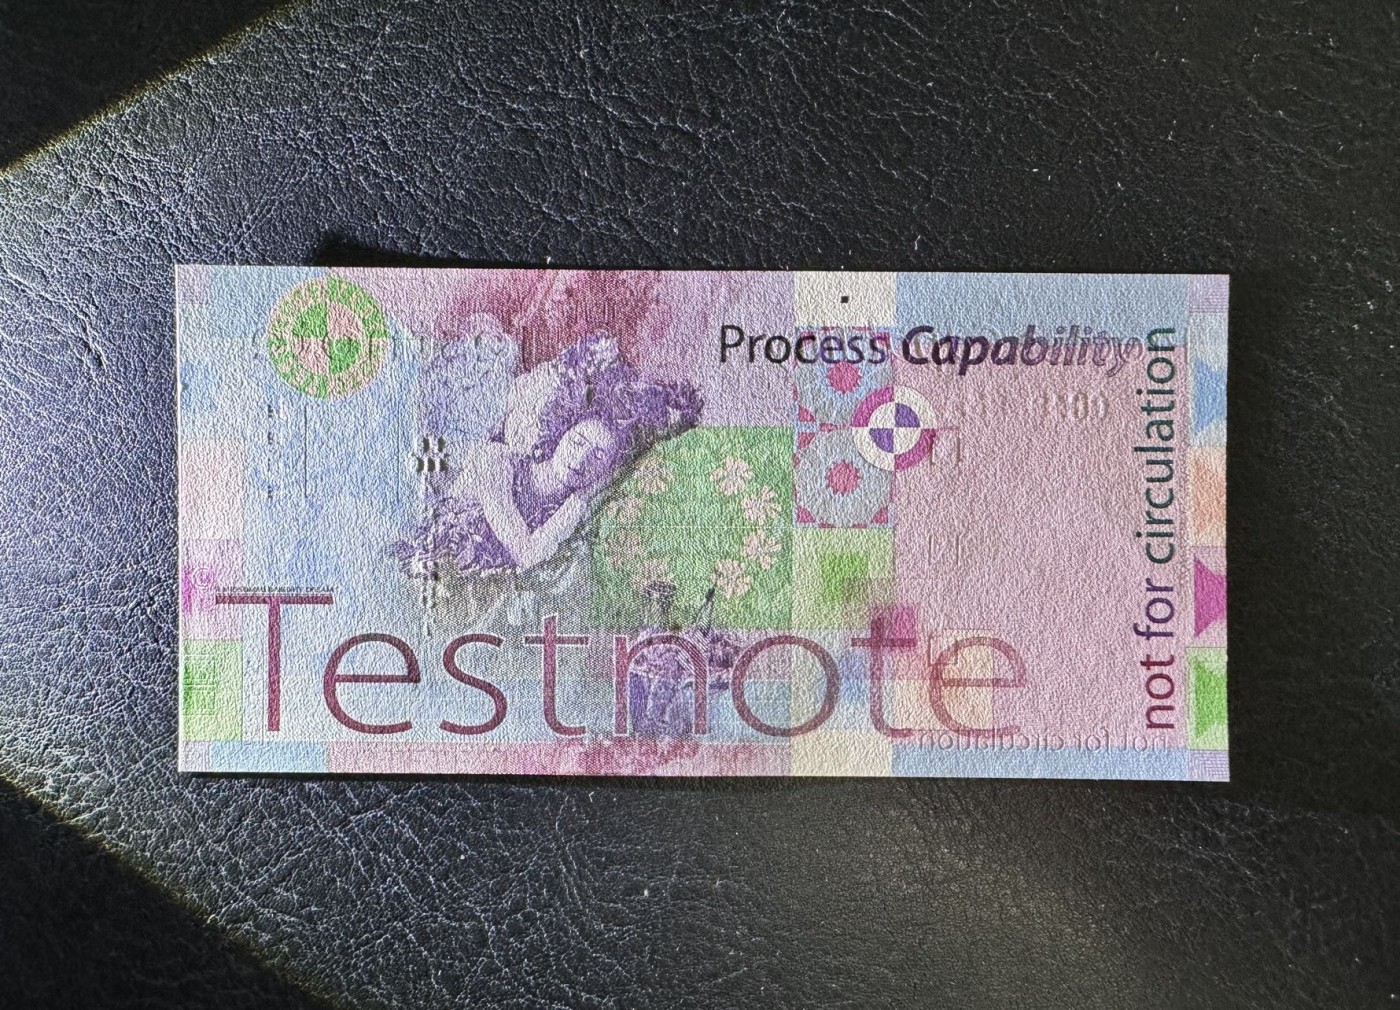 Process Capability
not for circulation
Testnote
not for circulation